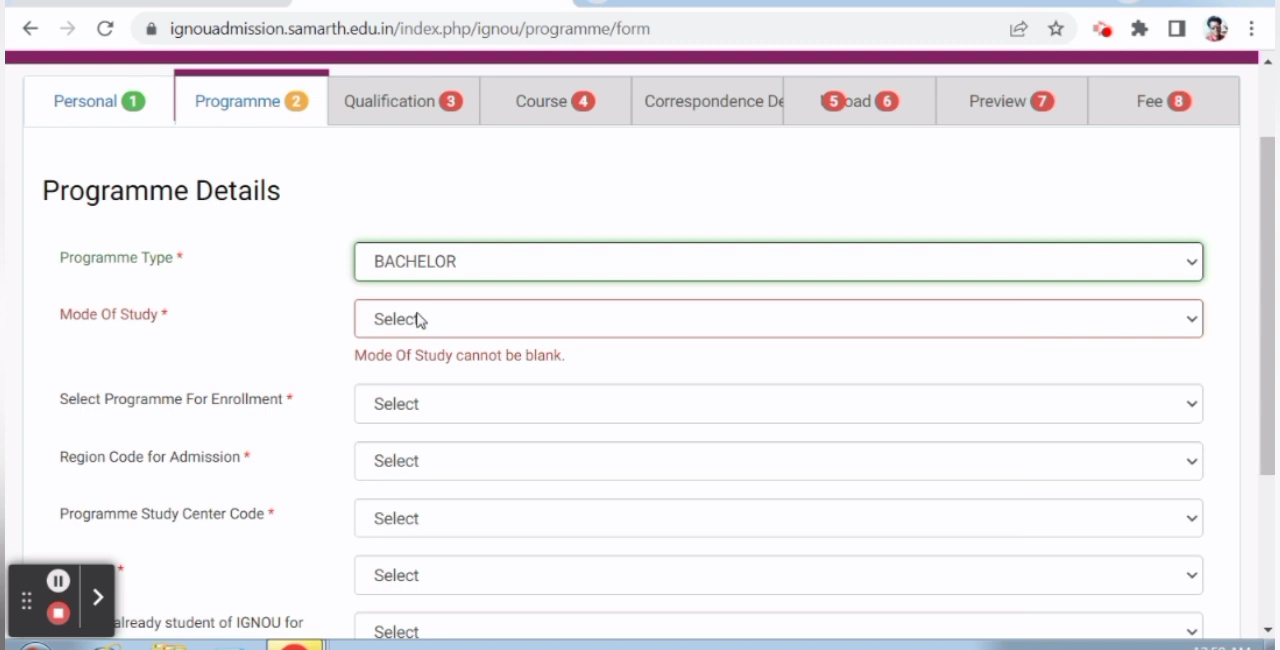 ignouadmission.samarth.edu.in/index.php/ignou/programme/form
Personal 1 Programme 2 Qualification 3 Course 4 Correspondence De 5 oad 6 Preview 7 Fee 8
Programme Details
Programme Type * BACHELOR
Mode Of Study * Select
Mode Of Study cannot be blank.
Select Programme For Enrollment * Select
Region Code for Admission * Select
Programme Study Center Code * Select
* Select
already student of IGNOU for Select